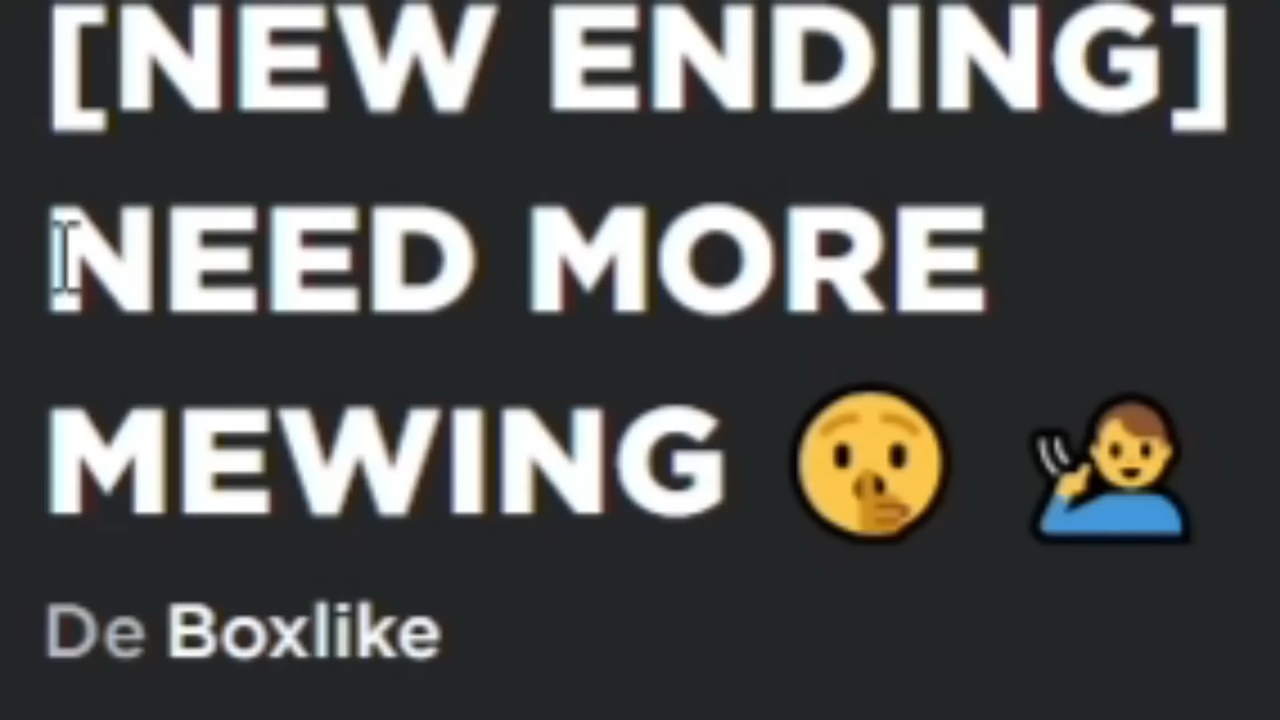 [NEW ENDING]
NEED MORE
MEWING 🤫 🧏‍♂️
De Boxlike